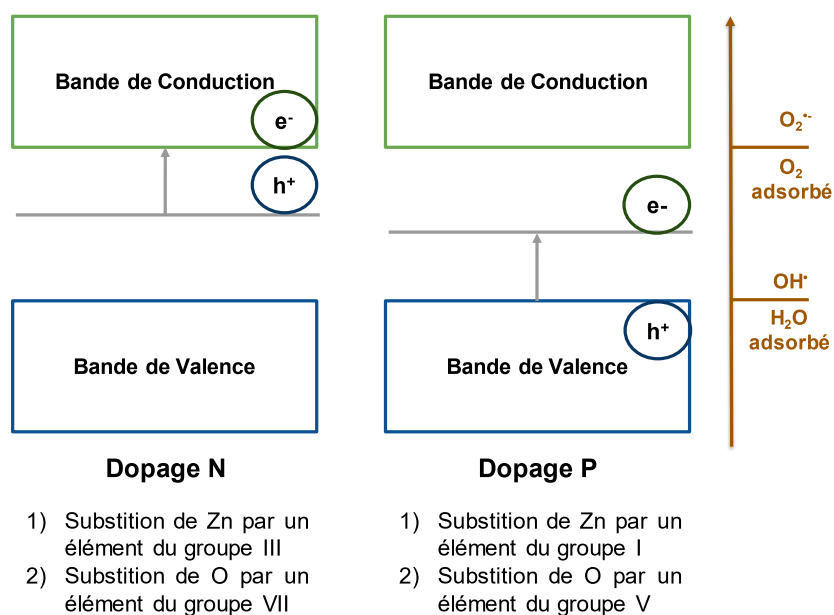 Bande de Conduction
e-
h+
Bande de Valence
Dopage N
1) Substition de Zn par un
élément du groupe III
2) Substition de O par un
élément du groupe VII
Bande de Conduction
e-
h+
Bande de Valence
Dopage P
1) Substition de Zn par un
élément du groupe I
2) Substition de O par un
élément du groupe V
O₂•-
O₂
adsorbé
OH•
H₂O
adsorbé